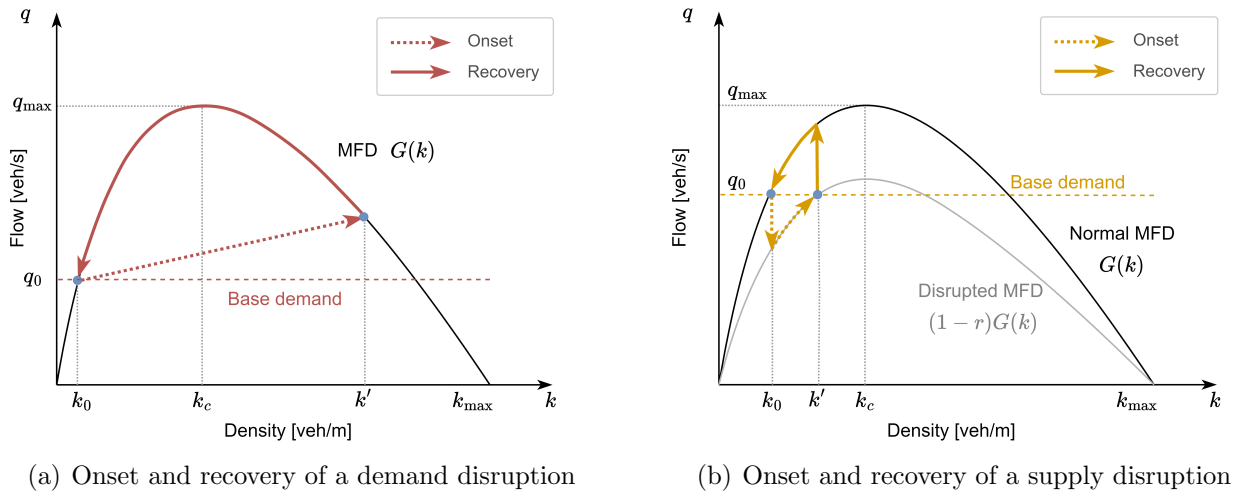 q
Onset
Recovery
q_max
MFD G(k)
Flow [veh/s]
q_0
Base demand
k_0
k_c
k′
k_max
k
Density [veh/m]
(a) Onset and recovery of a demand disruption
q
Onset
Recovery
q_max
q_0
Base demand
Flow [veh/s]
Normal MFD
G(k)
Disrupted MFD
(1 − r)G(k)
k_0
k′
k_c
k_max
k
Density [veh/m]
(b) Onset and recovery of a supply disruption